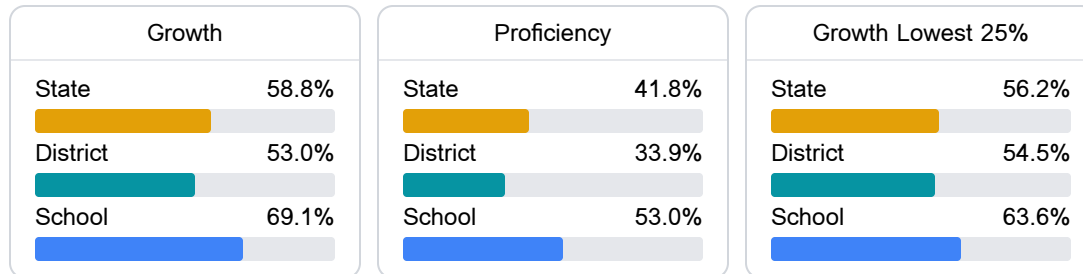 Growth
State 58.8%
District 53.0%
School 69.1%
Proficiency
State 41.8%
District 33.9%
School 53.0%
Growth Lowest 25%
State 56.2%
District 54.5%
School 63.6%